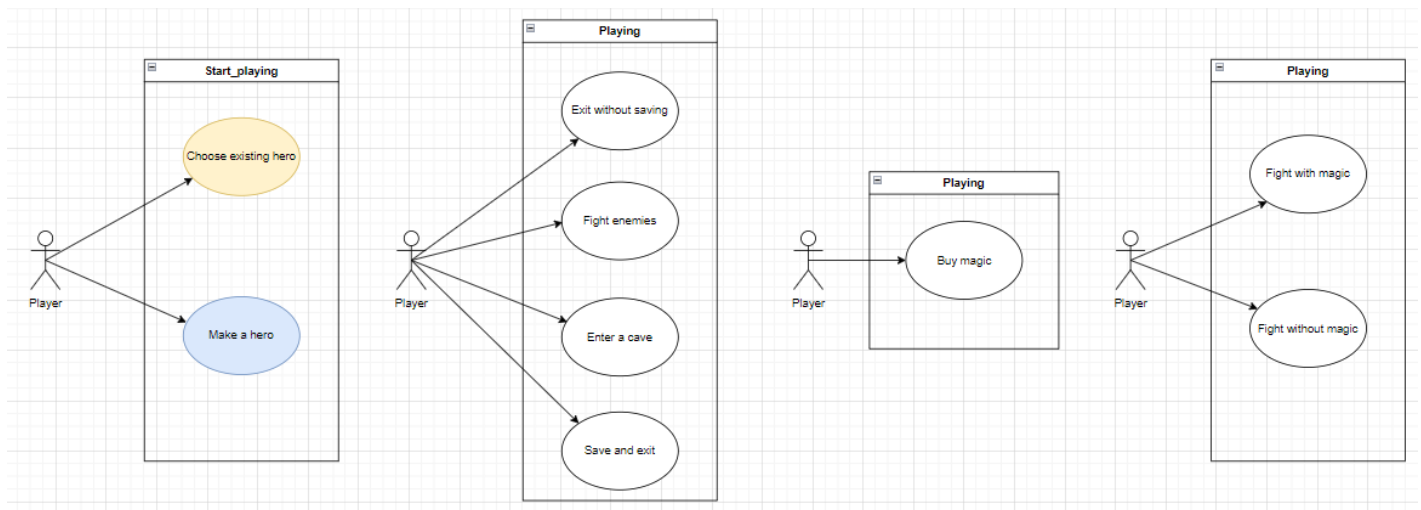 Start_playing
Choose existing hero
Make a hero
Player
Playing
Exit without saving
Fight enemies
Enter a cave
Save and exit
Player
Playing
Buy magic
Player
Playing
Fight with magic
Fight without magic
Player